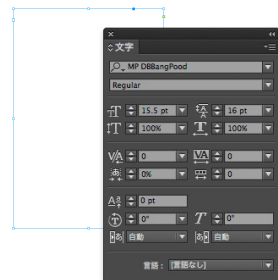 文字
MP DBBangPood
Regular
15.5 pt 16 pt
100% 100%
0 0
0% 0
0 pt
0° 0°
自動 自動
言語： [言語なし]